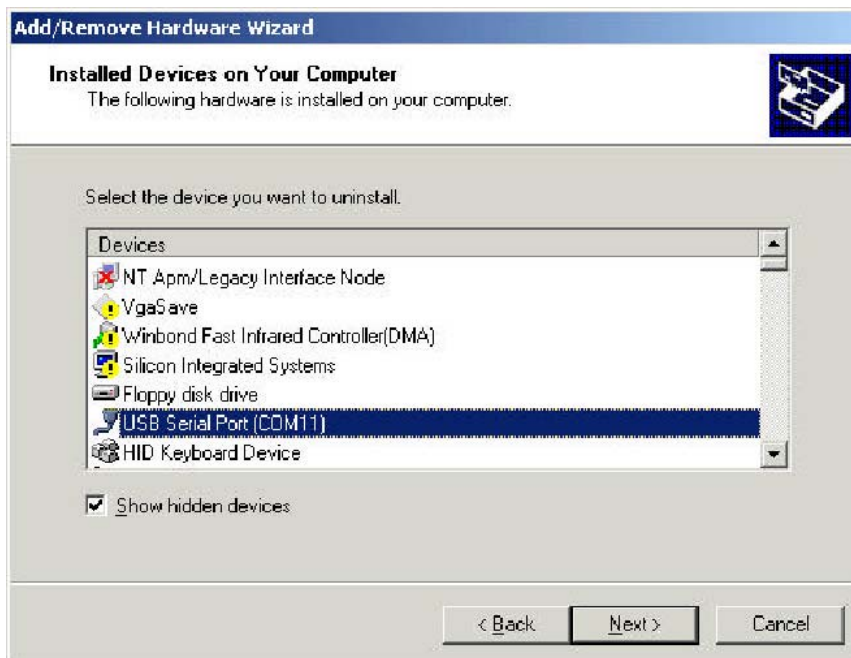 Add/Remove Hardware Wizard
Installed Devices on Your Computer
The following hardware is installed on your computer.
Select the device you want to uninstall.
Devices
NT Apm/Legacy Interface Node
VgaSave
Winbond Fast Infrared Controller(DMA)
Silicon Integrated Systems
Floppy disk drive
USB Serial Port (COM11)
HID Keyboard Device
Show hidden devices
< Back Next > Cancel